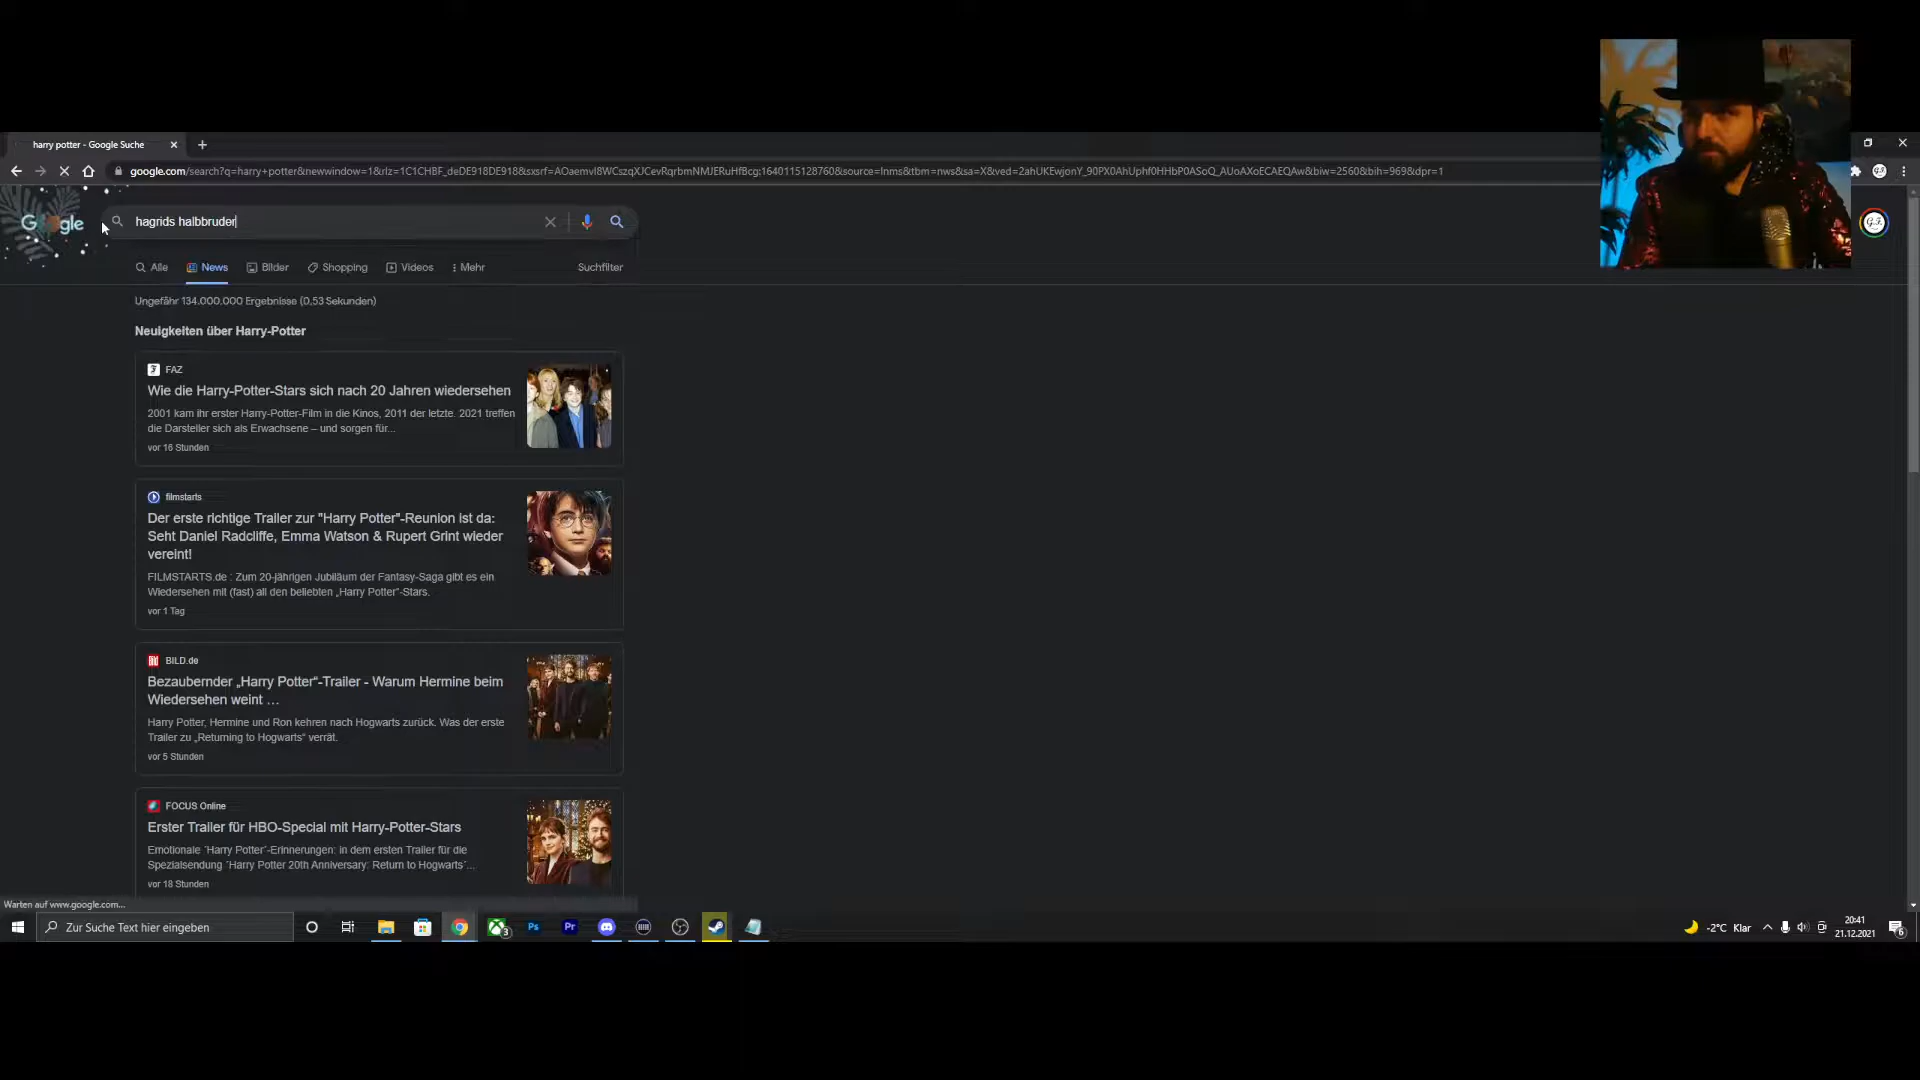 harry potter - Google Suche
google.com/search?q=harry+potter&newwindow=1&rlz=1C1CHBF_deDE918DE918&sxsrf=AOaemvI8WCszqXJCevRqrbmNMJERuHfBcg:1640115128760&source=lnms&tbm=nws&sa=X&ved=2ahUKEwjonY_90PX0AhUphf0HHbP0ASoQ_AUoAXoECAEQAw&biw=2560&bih=969&dpr=1
Google
hagrids halbbruder
Alle News Bilder Shopping Videos Mehr Suchfilter
Ungefähr 134.000.000 Ergebnisse (0,53 Sekunden)
Neuigkeiten über Harry-Potter
FAZ
Wie die Harry-Potter-Stars sich nach 20 Jahren wiedersehen
2001 kam ihr erster Harry-Potter-Film in die Kinos, 2011 der letzte. 2021 treffen
die Darsteller sich als Erwachsene – und sorgen für...
vor 16 Stunden
filmstarts
Der erste richtige Trailer zur "Harry Potter"-Reunion ist da:
Seht Daniel Radcliffe, Emma Watson & Rupert Grint wieder
vereint!
FILMSTARTS.de : Zum 20-jährigen Jubiläum der Fantasy-Saga gibt es ein
Wiedersehen mit (fast) all den beliebten „Harry Potter“-Stars.
vor 1 Tag
BILD.de
Bezaubernder „Harry Potter“-Trailer - Warum Hermine beim
Wiedersehen weint …
Harry Potter, Hermine und Ron kehren nach Hogwarts zurück. Was der erste
Trailer zu „Returning to Hogwarts“ verrät.
vor 5 Stunden
FOCUS Online
Erster Trailer für HBO-Special mit Harry-Potter-Stars
Emotionale "Harry Potter"-Erinnerungen: in dem ersten Trailer für die
Spezialsendung "Harry Potter 20th Anniversary: Return to Hogwarts"...
vor 18 Stunden
Warten auf www.google.com...
Zur Suche Text hier eingeben
3
Ps
Pr
-2°C Klar
20:41
21.12.2021
6